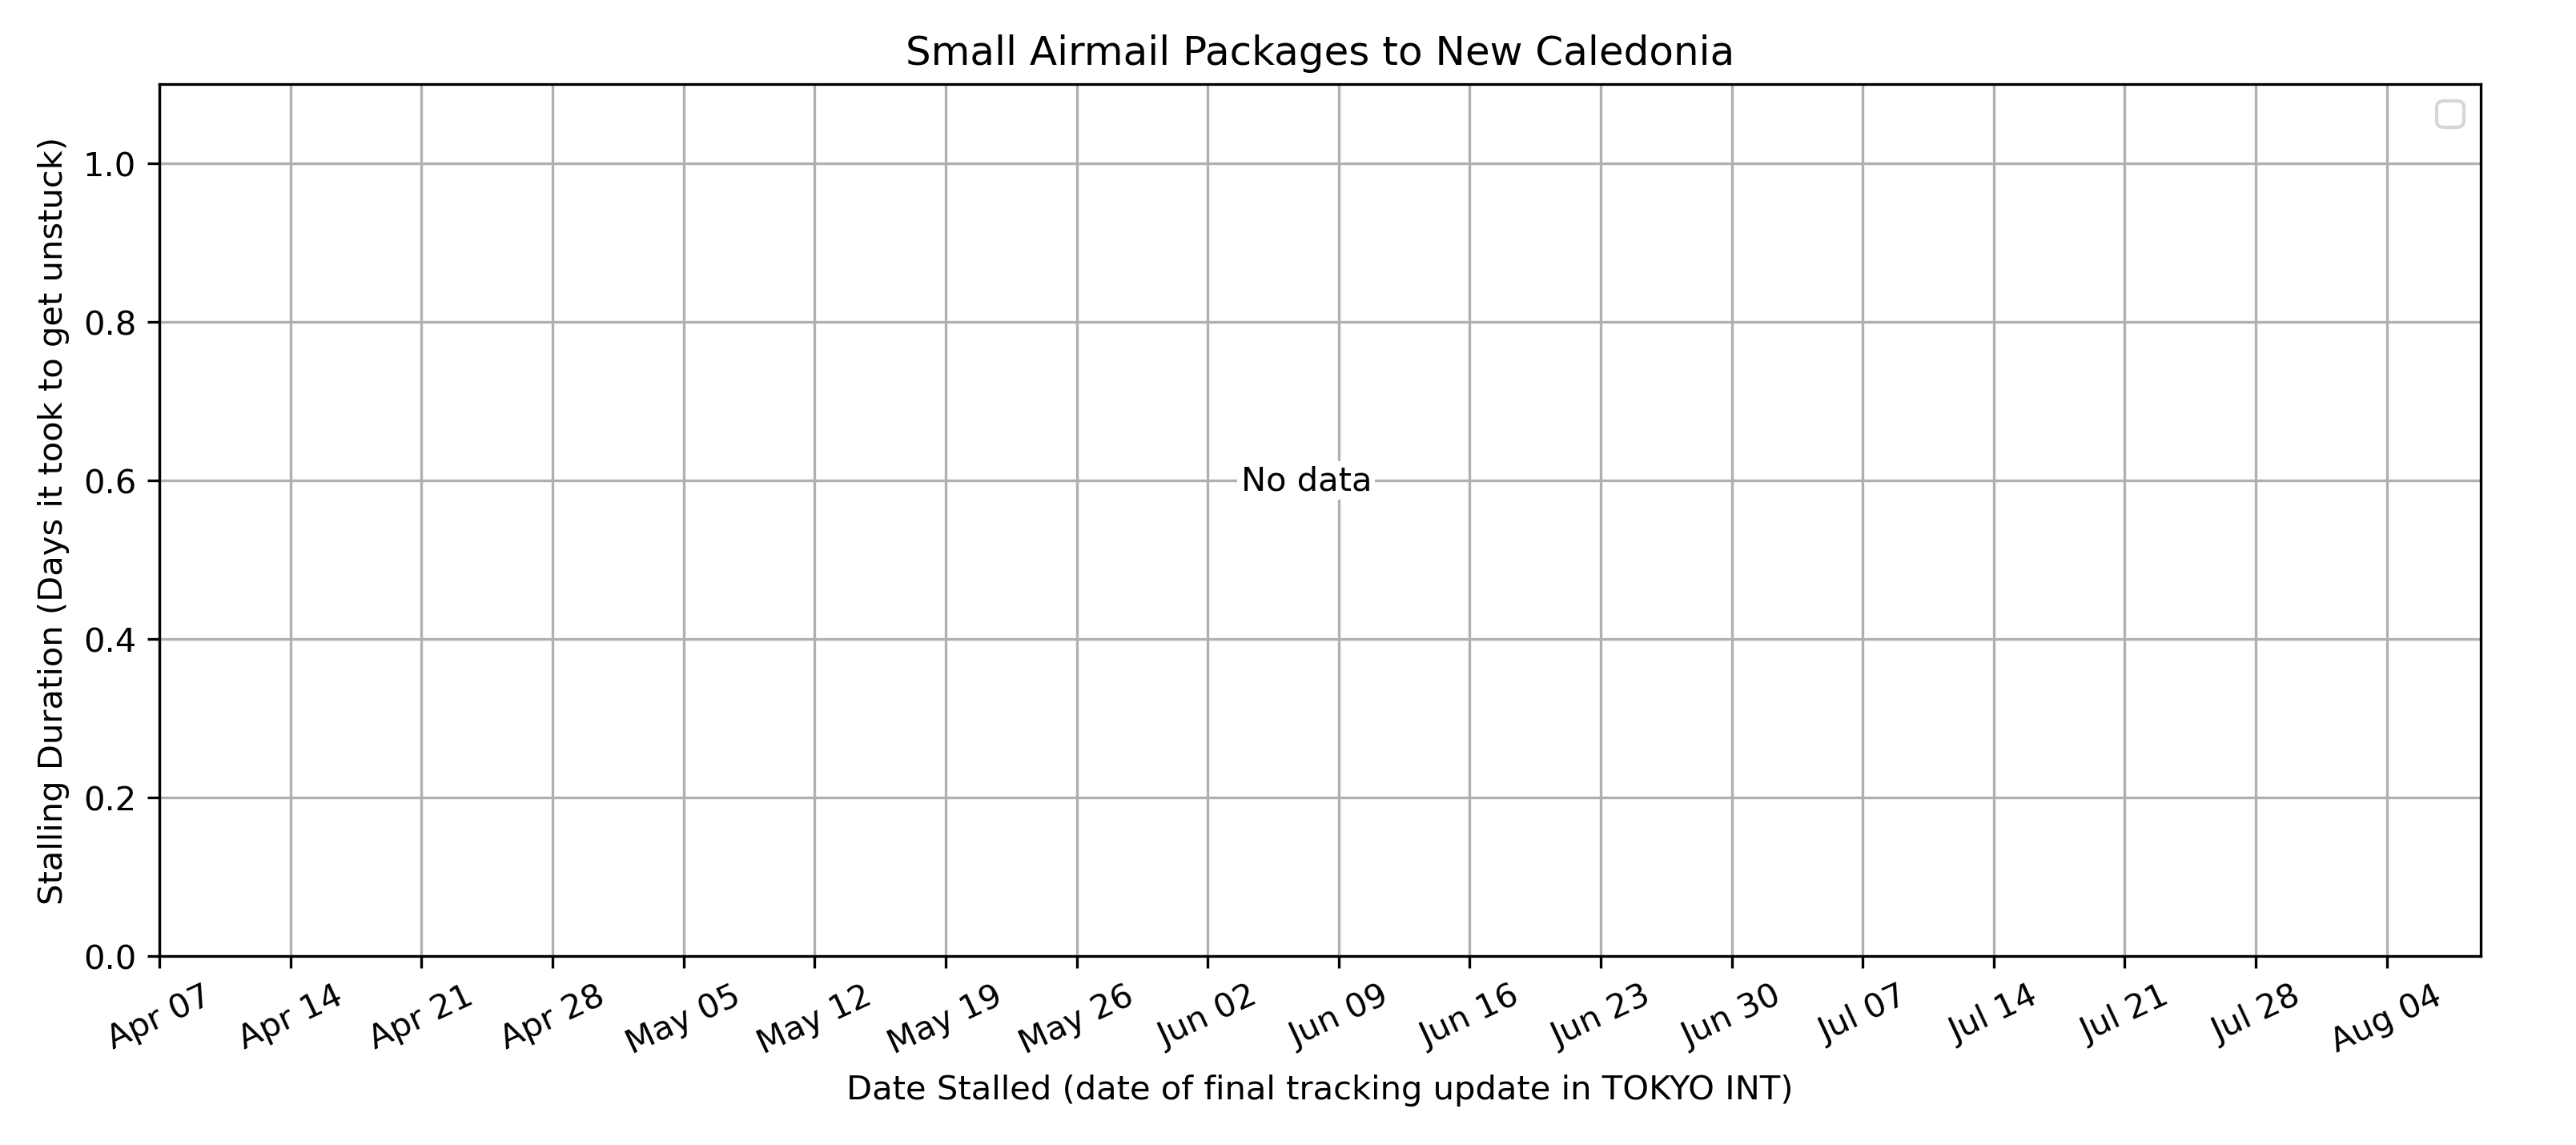 Small Airmail Packages to New Caledonia
Stalling Duration (Days it took to get unstuck)
1.0
0.8
0.6
0.4
0.2
0.0
No data
Apr 07
Apr 14
Apr 21
Apr 28
May 05
May 12
May 19
May 26
Jun 02
Jun 09
Jun 16
Jun 23
Jun 30
Jul 07
Jul 14
Jul 21
Jul 28
Aug 04
Date Stalled (date of final tracking update in TOKYO INT)